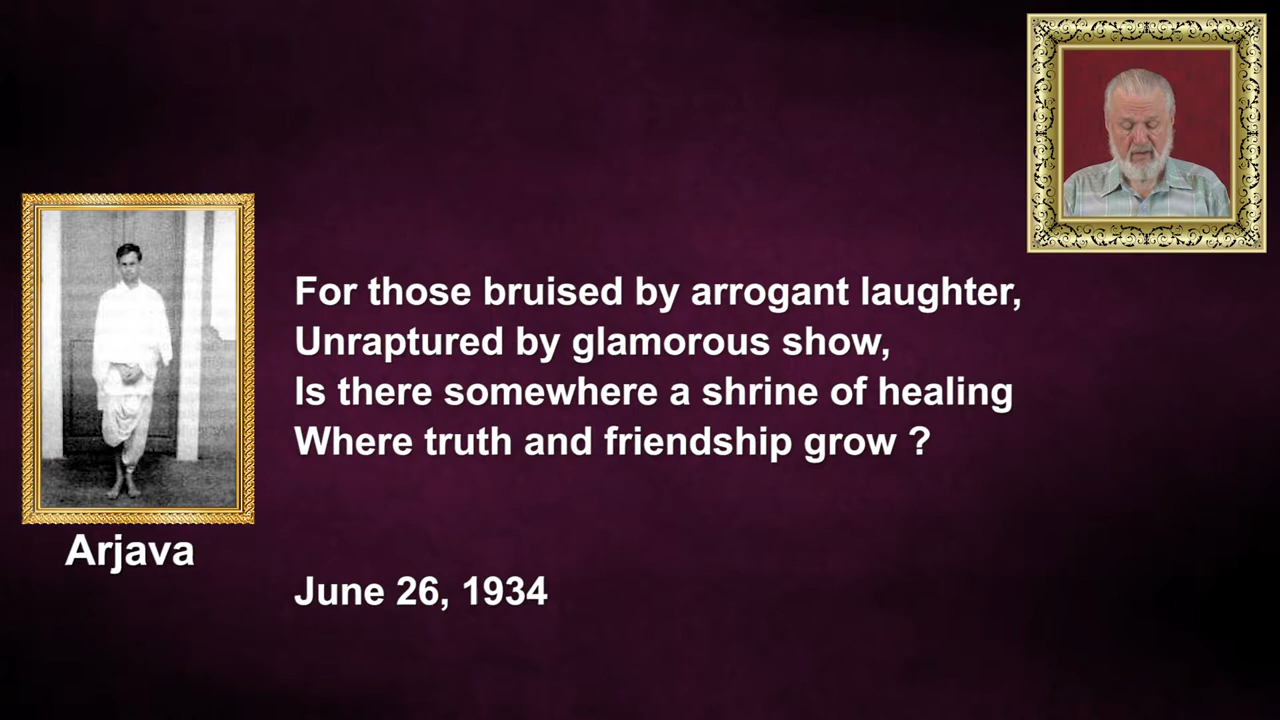 For those bruised by arrogant laughter,
Unraptured by glamorous show,
Is there somewhere a shrine of healing
Where truth and friendship grow ?
Arjava
June 26, 1934